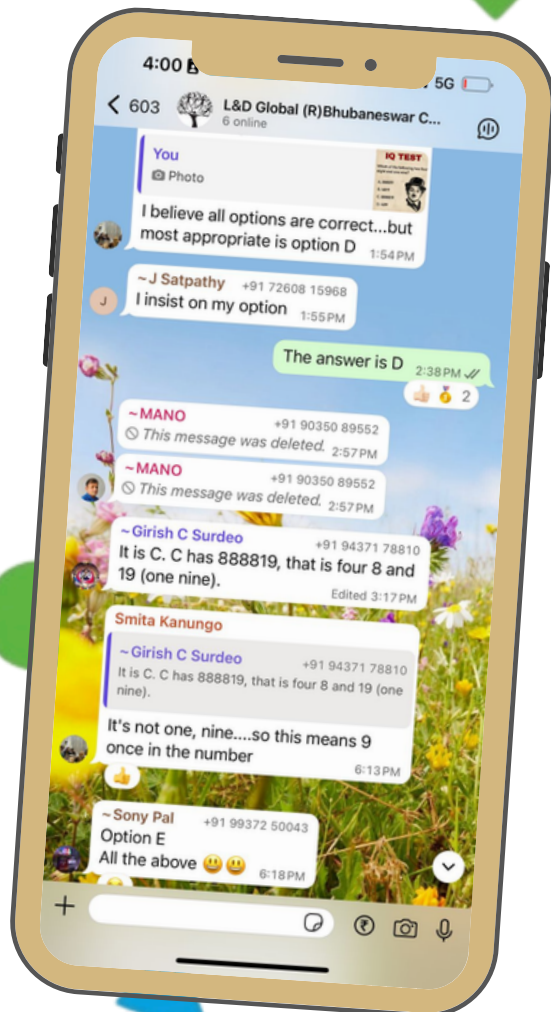 4:00
5G
603
L&D Global (R)Bhubaneswar C...
6 online
You
Photo
IQ TEST
I believe all options are correct...but
most appropriate is option D 1:54 PM
~J Satpathy +91 72608 15968
J
I insist on my option 1:55 PM
The answer is D 2:38 PM
2
~MANO +91 90350 89552
This message was deleted. 2:57 PM
~MANO +91 90350 89552
This message was deleted. 2:57 PM
~Girish C Surdeo +91 94371 78810
It is C. C has 888819, that is four 8 and
19 (one nine).
Edited 3:17 PM
Smita Kanungo
~Girish C Surdeo +91 94371 78810
It is C. C has 888819, that is four 8 and 19 (one
nine).
It's not one, nine....so this means 9
once in the number
6:13 PM
~Sony Pal +91 99372 50043
Option E
All the above 😃😃 6:18 PM
₹